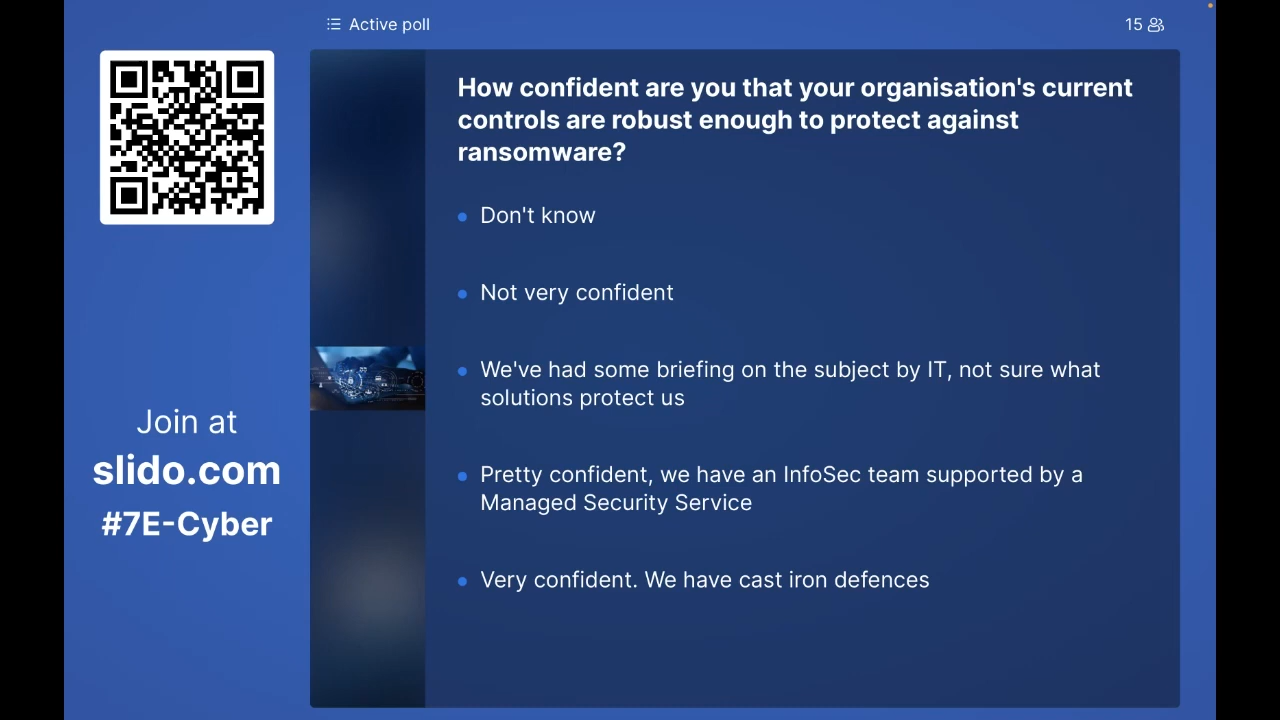 Active poll
15
How confident are you that your organisation's current
controls are robust enough to protect against
ransomware?
Don't know
Not very confident
We've had some briefing on the subject by IT, not sure what
solutions protect us
Pretty confident, we have an InfoSec team supported by a
Managed Security Service
Very confident. We have cast iron defences
Join at
slido.com
#7E-Cyber